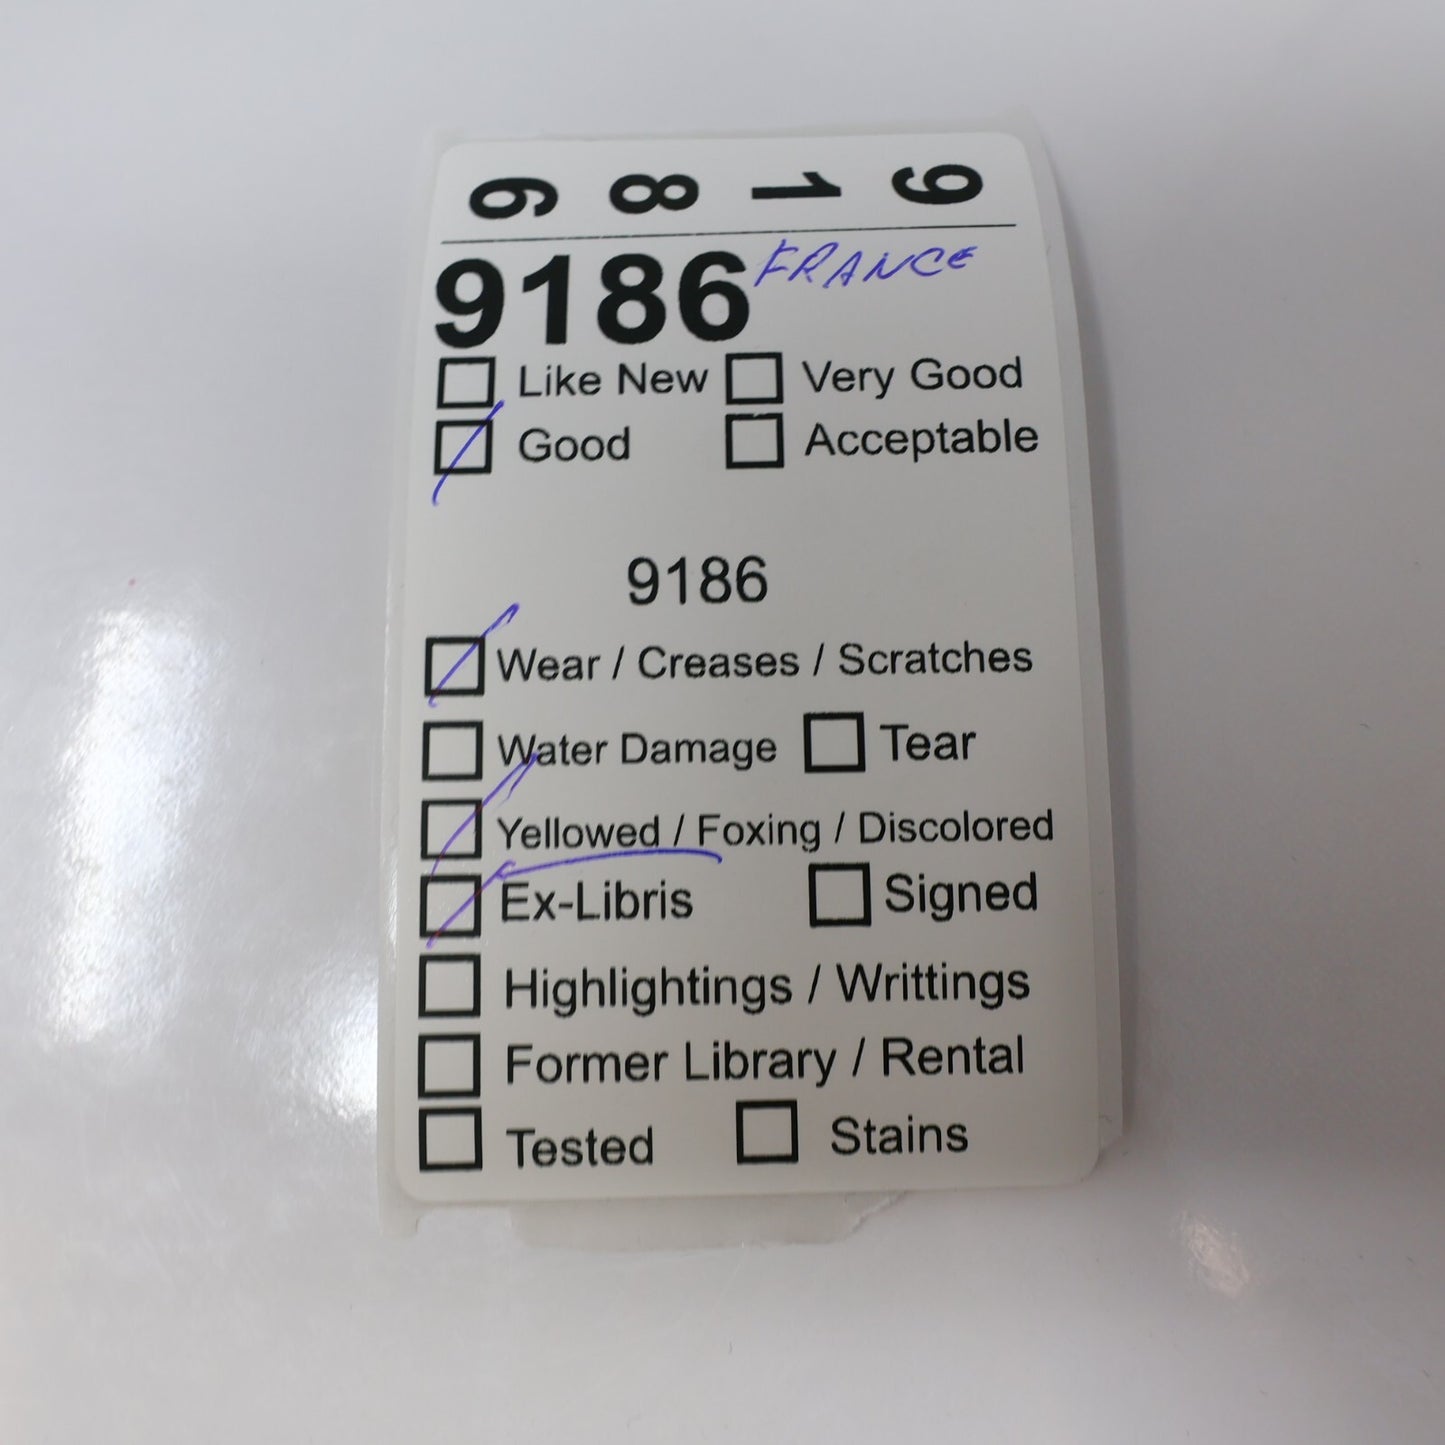 9 1 8 6
9186 FRANCE
Like New Very Good
Good Acceptable
9186
Wear / Creases / Scratches
Water Damage Tear
Yellowed / Foxing / Discolored
Ex-Libris Signed
Highlightings / Writtings
Former Library / Rental
Tested Stains